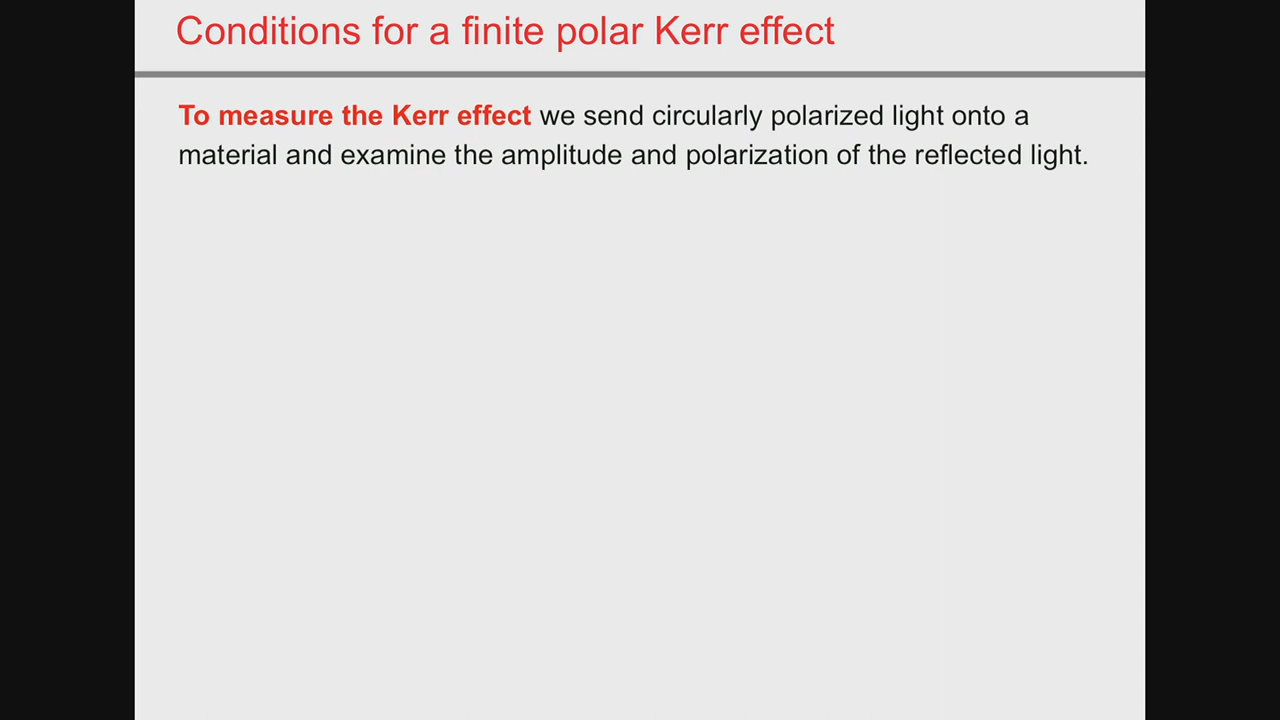 Conditions for a finite polar Kerr effect
To measure the Kerr effect we send circularly polarized light onto a
material and examine the amplitude and polarization of the reflected light.